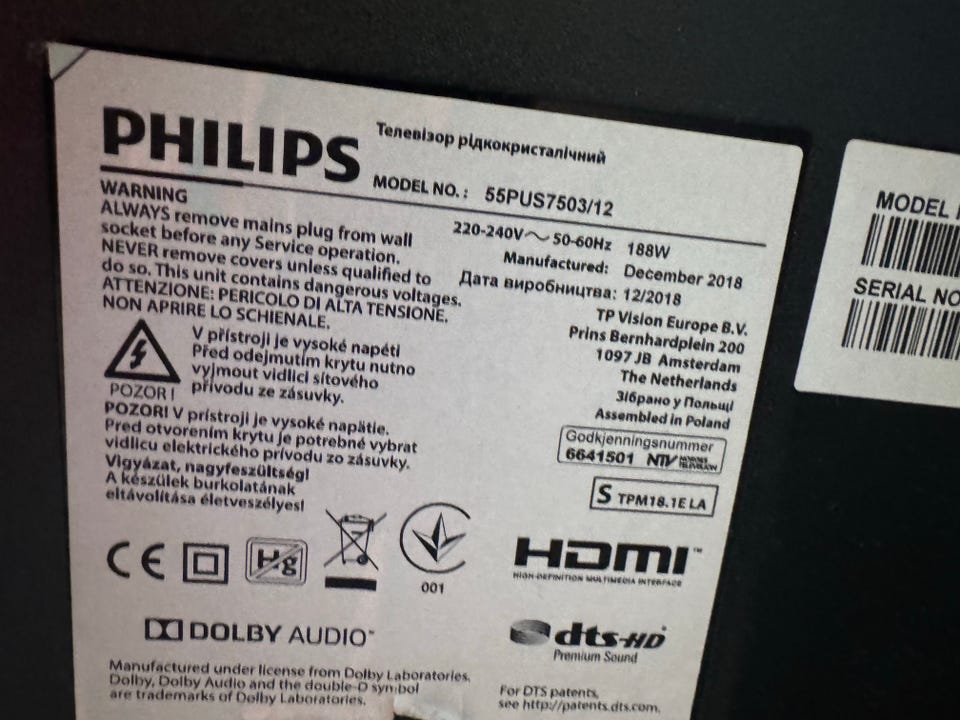 PHILIPS
Телевізор рідкокристалічний
MODEL NO.: 55PUS7503/12
WARNING
ALWAYS remove mains plug from wall
socket before any Service operation.
NEVER remove covers unless qualified to
do so. This unit contains dangerous voltages.
ATTENZIONE: PERICOLO DI ALTA TENSIONE.
NON APRIRE LO SCHIENALE.
V přístroji je vysoké napětí
Před odejmutím krytu nutno
vyjmout vidlici síťového
přívodu ze zásuvky.
POZOR !
POZOR! V prístroji je vysoké napätie.
Pred otvorením krytu je potrebné vybrat
vidlicu elektrického prívodu zo zásuvky.
Vigyázat, nagyfeszültség!
A készülek burkolatának
eltávolítása életveszélyes!
220-240V~ 50-60Hz 188W
Manufactured: December 2018
Дата виробництва: 12/2018
TP Vision Europe B.V.
Prins Bernhardplein 200
1097 JB Amsterdam
The Netherlands
Зібрано у Польщі
Assembled in Poland
Godkjenningsnummer
6641501 NTV NORGES TELEVISJON
S TPM18.1E LA
CE
Hg
001
HDMI™
HIGH-DEFINITION MULTIMEDIA INTERFACE
DOLBY AUDIO™
dts-HD
Premium Sound
Manufactured under license from Dolby Laboratories.
Dolby, Dolby Audio and the double-D symbol
are trademarks of Dolby Laboratories.
For DTS patents,
see http://patents.dts.com.
MODEL
SERIAL NO